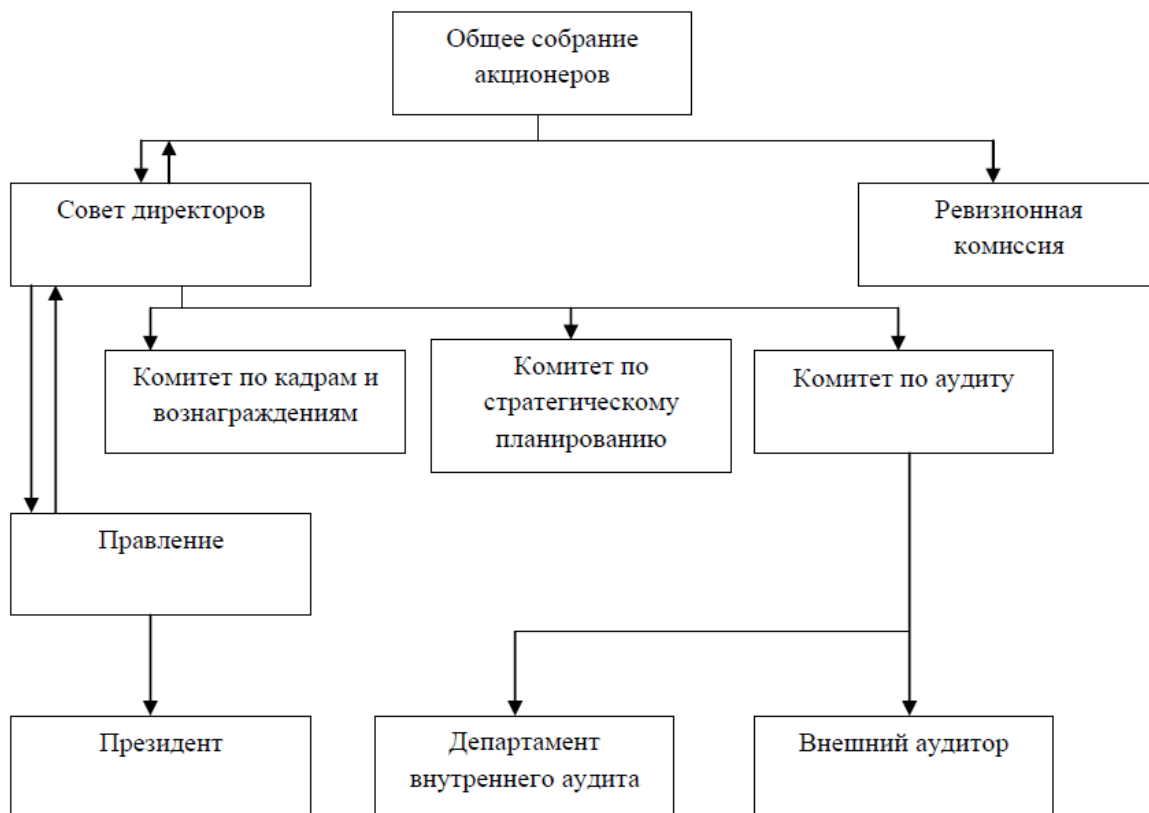 Общее собрание
акционеров
Совет директоров
Ревизионная
комиссия
Комитет по кадрам и
вознаграждениям
Комитет по
стратегическому
планированию
Комитет по аудиту
Правление
Президент
Департамент
внутреннего аудита
Внешний аудитор